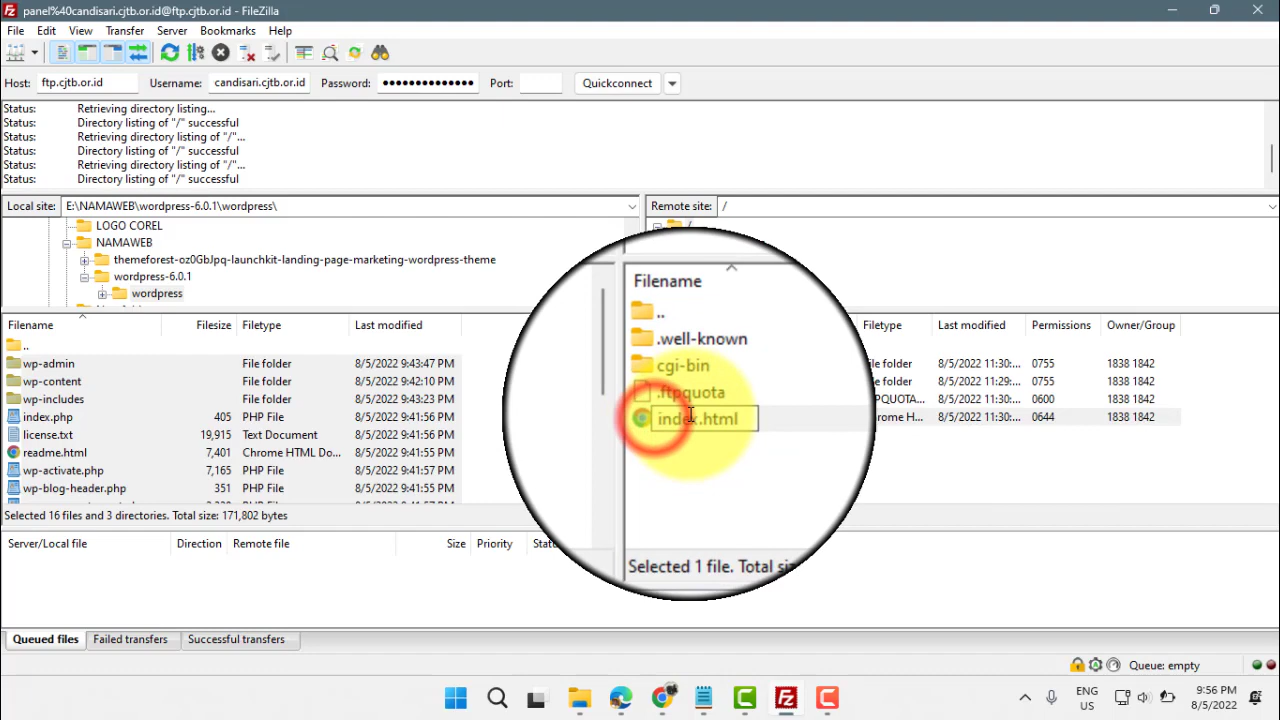 panel%40candisari.cjtb.or.id@ftp.cjtb.or.id - FileZilla
File Edit View Transfer Server Bookmarks Help
Host: ftp.cjtb.or.id Username: candisari.cjtb.or.id Password: ●●●●●●●●●●●●●● Port: Quickconnect
Status: Retrieving directory listing...
Status: Directory listing of "/" successful
Status: Retrieving directory listing of "/"...
Status: Directory listing of "/" successful
Status: Retrieving directory listing of "/"...
Status: Directory listing of "/" successful
Local site: E:\NAMAWEB\wordpress-6.0.1\wordpress\
LOGO COREL
NAMAWEB
themeforest-oz0GbJpq-launchkit-landing-page-marketing-wordpress-theme
wordpress-6.0.1
wordpress
Filename Filesize Filetype Last modified
..
wp-admin File folder 8/5/2022 9:43:47 PM
wp-content File folder 8/5/2022 9:42:10 PM
wp-includes File folder 8/5/2022 9:43:23 PM
index.php 405 PHP File 8/5/2022 9:41:56 PM
license.txt 19,915 Text Document 8/5/2022 9:41:56 PM
readme.html 7,401 Chrome HTML Do... 8/5/2022 9:41:55 PM
wp-activate.php 7,165 PHP File 8/5/2022 9:41:57 PM
wp-blog-header.php 351 PHP File 8/5/2022 9:41:55 PM
Selected 16 files and 3 directories. Total size: 171,802 bytes
Remote site: /
/
Filename Filetype Last modified Permissions Owner/Group
..
.well-known File folder 8/5/2022 11:30:... 0755 1838 1842
cgi-bin File folder 8/5/2022 11:29:... 0755 1838 1842
.ftpquota 8/5/2022 11:30:... 0600 1838 1842
index.html 8/5/2022 11:30:... 0644 1838 1842
Selected 1 file. Total
Server/Local file Direction Remote file Size Priority
Queued files Failed transfers Successful transfers
Queue: empty
ENG
US
9:56 PM
8/5/2022